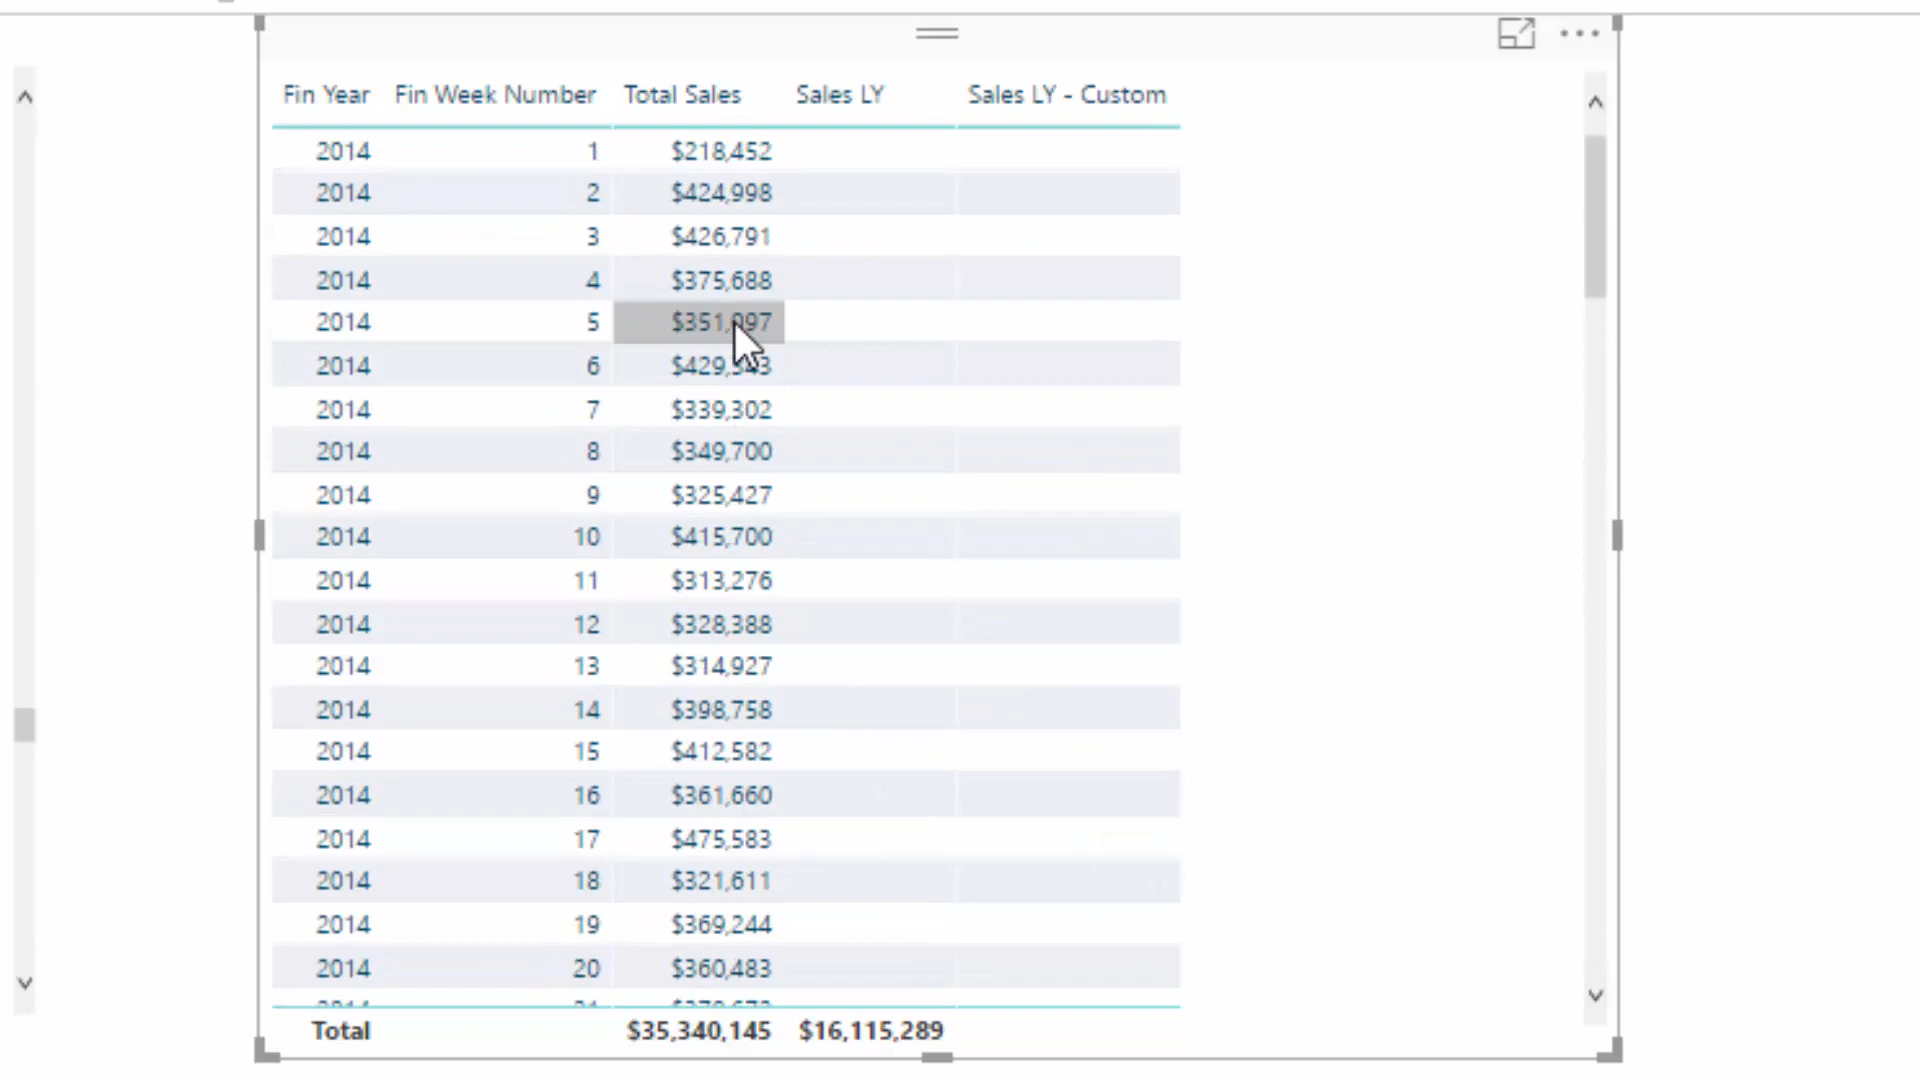 Fin Year Fin Week Number Total Sales Sales LY Sales LY - Custom
2014 1 $218,452
2014 2 $424,998
2014 3 $426,791
2014 4 $375,688
2014 5
2014 6
2014 7 $339,302
2014 8 $349,700
2014 9 $325,427
2014 10 $415,700
2014 11 $313,276
2014 12 $328,388
2014 13 $314,927
2014 14 $398,758
2014 15 $412,582
2014 16 $361,660
2014 17 $475,583
2014 18 $321,611
2014 19 $369,244
2014 20 $360,483
Total $35,340,145 $16,115,289